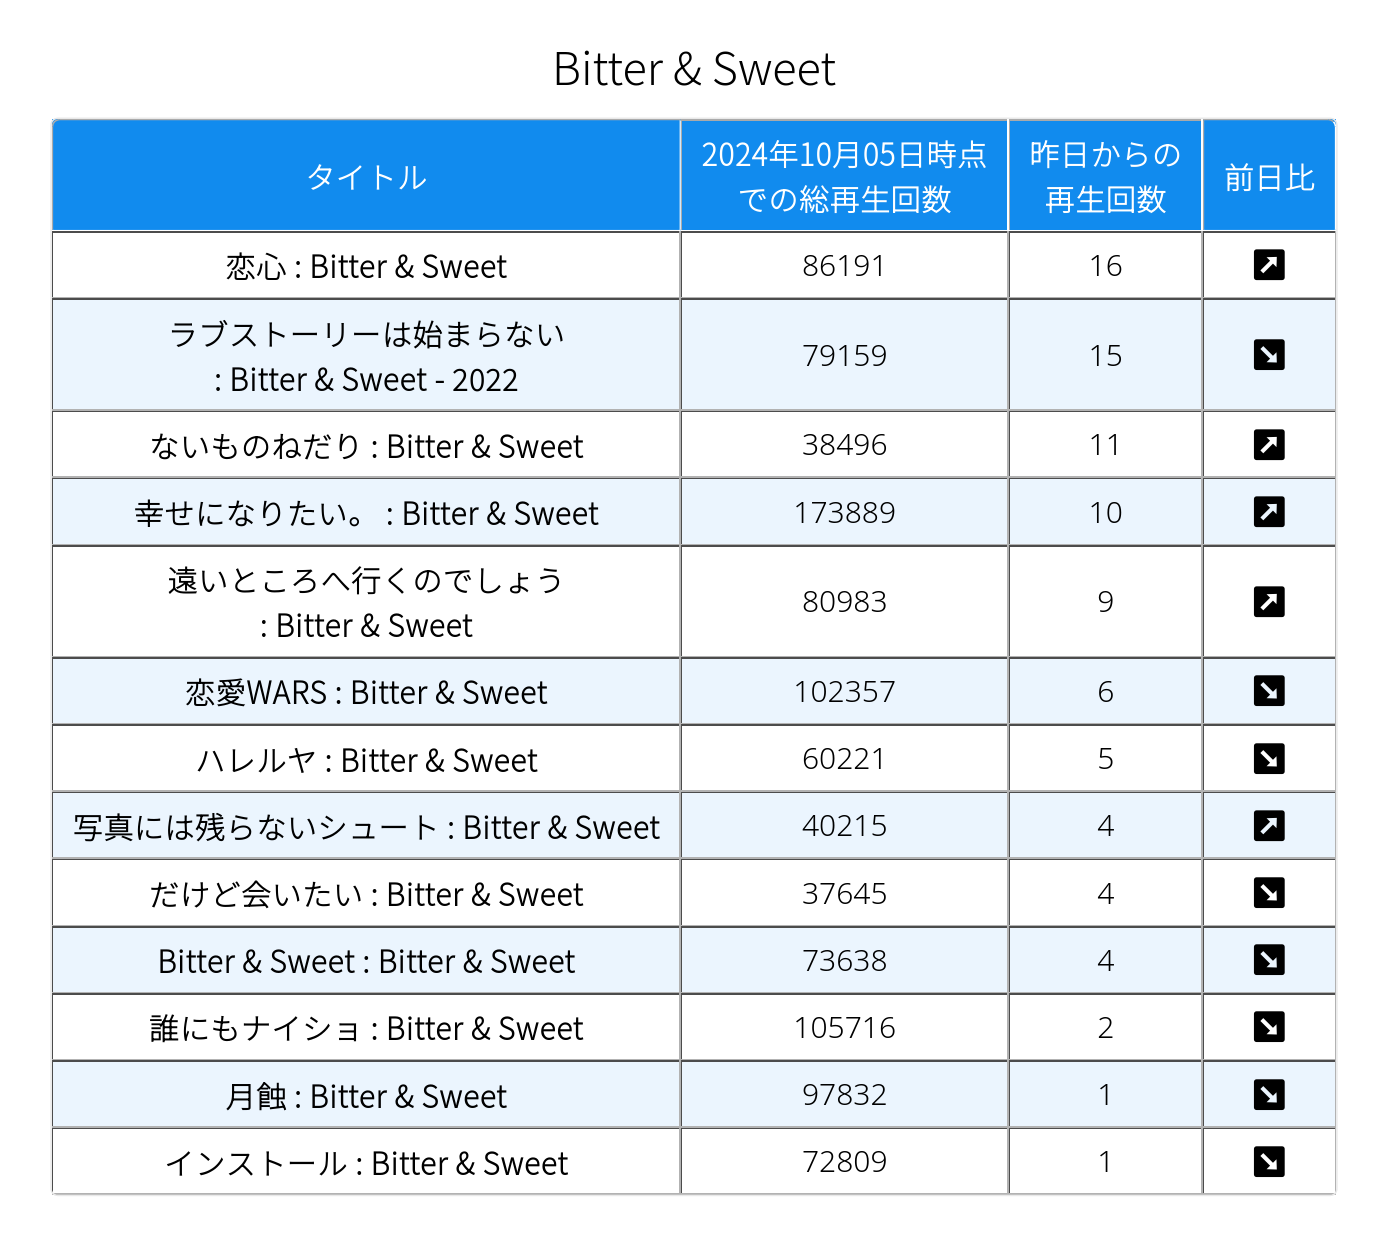 Bitter & Sweet
タイトル
2024年10月05日時点
での総再生回数
昨日からの
再生回数
前日比
恋心 : Bitter & Sweet
86191
16
ラブストーリーは始まらない
: Bitter & Sweet - 2022
79159
15
ないものねだり : Bitter & Sweet
38496
11
幸せになりたい。 : Bitter & Sweet
173889
10
遠いところへ行くのでしょう
: Bitter & Sweet
80983
9
恋愛WARS : Bitter & Sweet
102357
6
ハレルヤ : Bitter & Sweet
60221
5
写真には残らないシュート : Bitter & Sweet
40215
4
だけど会いたい : Bitter & Sweet
37645
4
Bitter & Sweet : Bitter & Sweet
73638
4
誰にもナイショ : Bitter & Sweet
105716
2
月蝕 : Bitter & Sweet
97832
1
インストール : Bitter & Sweet
72809
1